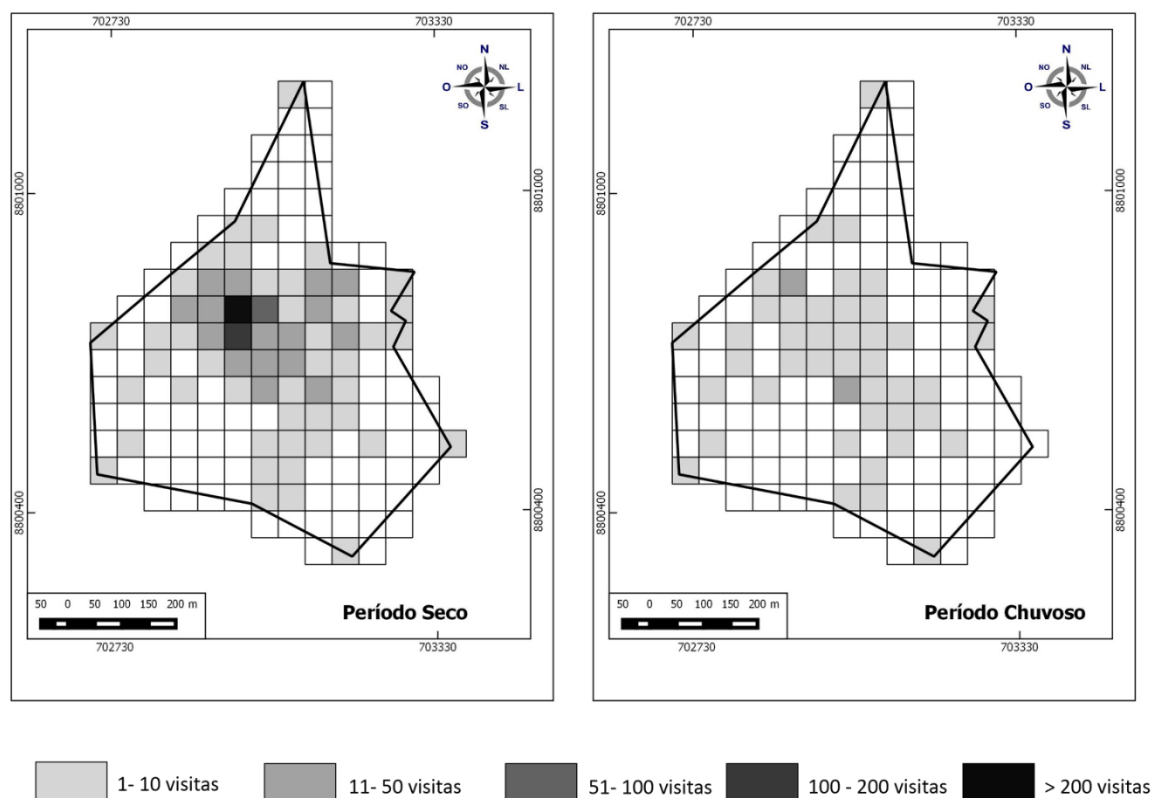 702730 703330
702730 703330
N
NO NL
O L
SO SL
S
N
NO NL
O L
SO SL
S
8801000
8801000
8801000
8801000
8800400
8800400
8800400
8800400
50 0 50 100 150 200 m
Período Seco
50 0 50 100 150 200 m
Período Chuvoso
702730 703330
702730 703330
1- 10 visitas
11- 50 visitas
51- 100 visitas
100 - 200 visitas
> 200 visitas